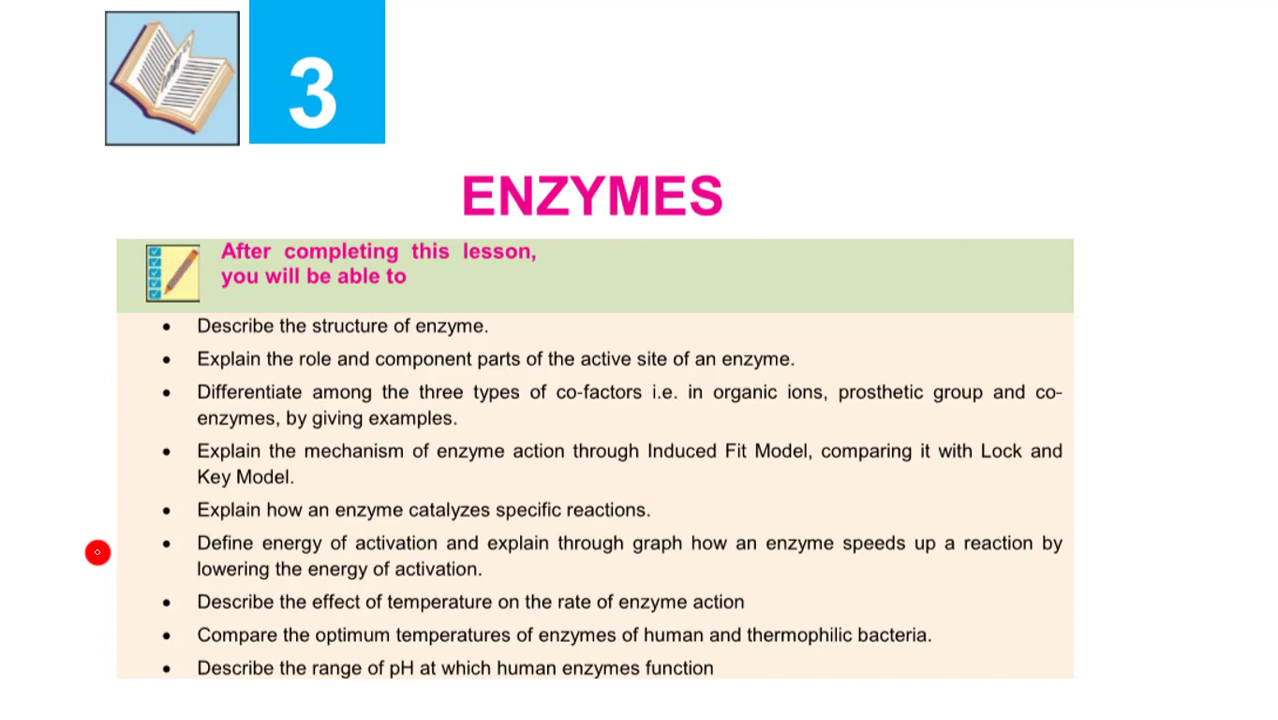 3
ENZYMES
After completing this lesson,
you will be able to
• Describe the structure of enzyme.
• Explain the role and component parts of the active site of an enzyme.
• Differentiate among the three types of co-factors i.e. in organic ions, prosthetic group and co-
enzymes, by giving examples.
• Explain the mechanism of enzyme action through Induced Fit Model, comparing it with Lock and
Key Model.
• Explain how an enzyme catalyzes specific reactions.
• Define energy of activation and explain through graph how an enzyme speeds up a reaction by
lowering the energy of activation.
• Describe the effect of temperature on the rate of enzyme action
• Compare the optimum temperatures of enzymes of human and thermophilic bacteria.
• Describe the range of pH at which human enzymes function